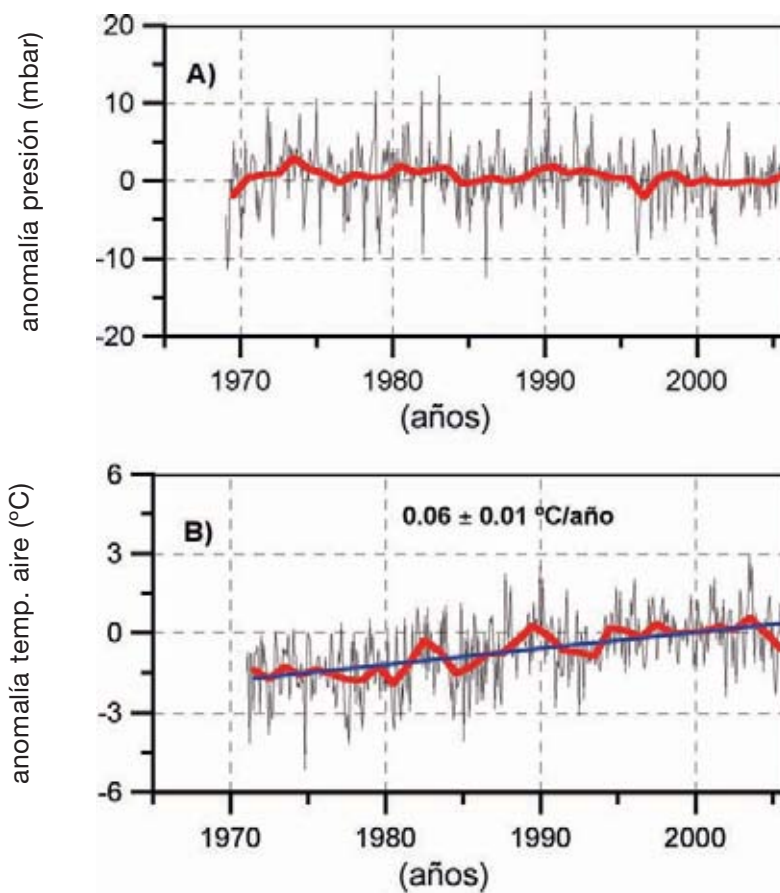 anomalía presión (mbar)
20
10
0
-10
-20
A)
1970 1980 1990 2000
(años)
anomalía temp. aire (ºC)
6
3
0
-3
-6
B)
0.06 ± 0.01 ºC/año
1970 1980 1990 2000
(años)